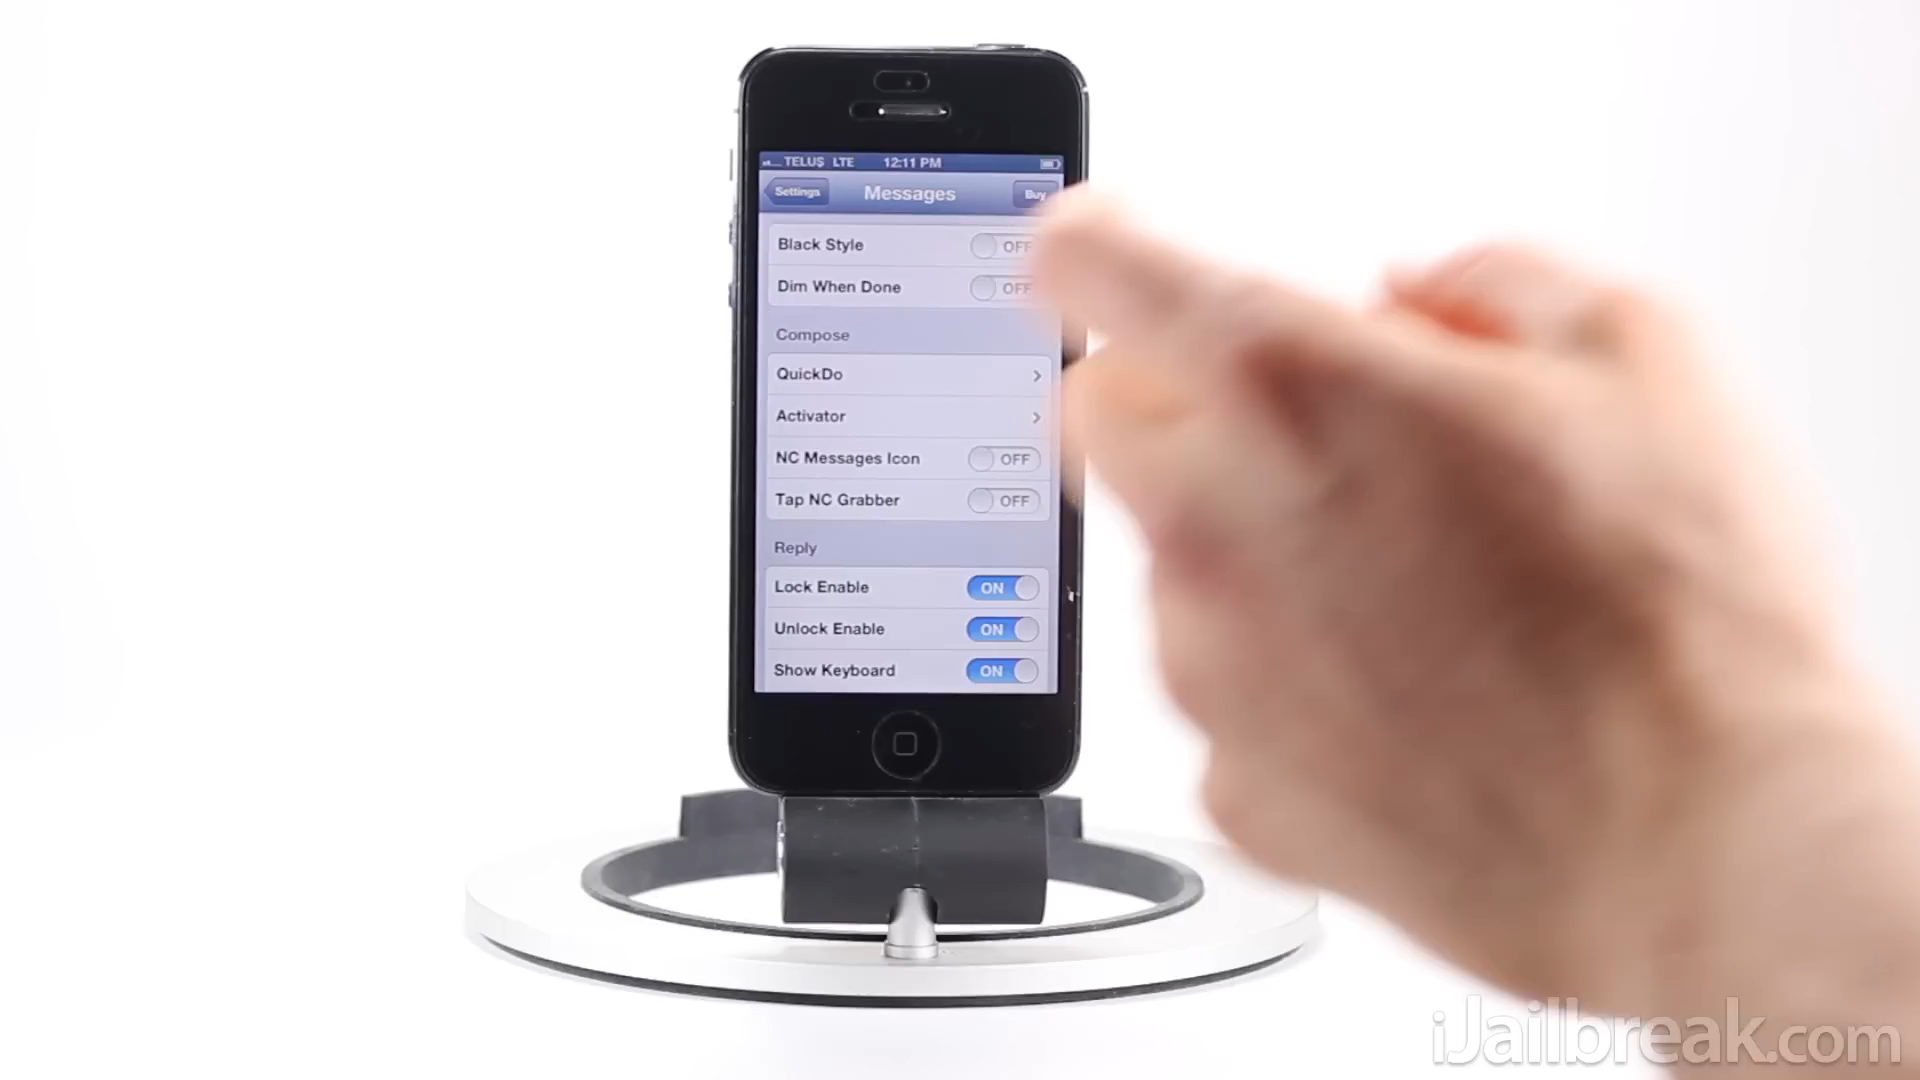 TELUS LTE 12:11 PM
Settings Messages Buy
Black Style OFF
Dim When Done OFF
Compose
QuickDo
Activator
NC Messages Icon OFF
Tap NC Grabber OFF
Reply
Lock Enable ON
Unlock Enable ON
Show Keyboard ON
iJailbreak.com